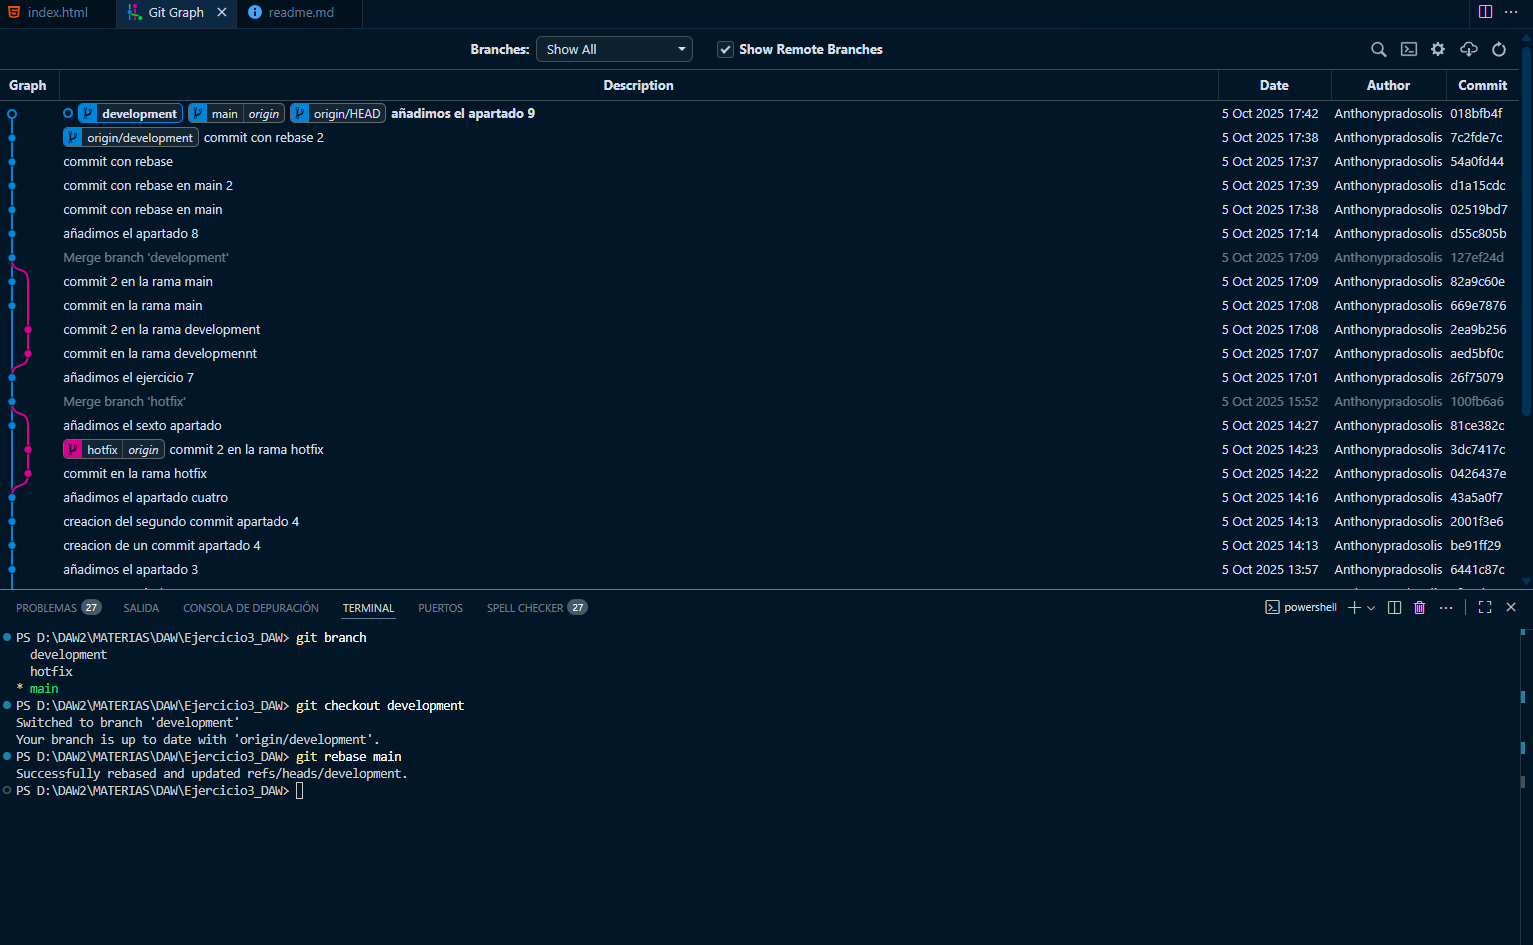 index.html Git Graph readme.md
Branches: Show All Show Remote Branches
Graph Description Date Author Commit
development main origin origin/HEAD añadimos el apartado 9 5 Oct 2025 17:42 Anthonypradosolis 018bfb4f
origin/development commit con rebase 2 5 Oct 2025 17:38 Anthonypradosolis 7c2fde7c
commit con rebase 5 Oct 2025 17:37 Anthonypradosolis 54a0fd44
commit con rebase en main 2 5 Oct 2025 17:39 Anthonypradosolis d1a15cdc
commit con rebase en main 5 Oct 2025 17:38 Anthonypradosolis 02519bd7
añadimos el apartado 8 5 Oct 2025 17:14 Anthonypradosolis d55c805b
Merge branch 'development' 5 Oct 2025 17:09 Anthonypradosolis 127ef24d
commit 2 en la rama main 5 Oct 2025 17:09 Anthonypradosolis 82a9c60e
commit en la rama main 5 Oct 2025 17:08 Anthonypradosolis 669e7876
commit 2 en la rama development 5 Oct 2025 17:08 Anthonypradosolis 2ea9b256
commit en la rama developmennt 5 Oct 2025 17:07 Anthonypradosolis aed5bf0c
añadimos el ejercicio 7 5 Oct 2025 17:01 Anthonypradosolis 26f75079
Merge branch 'hotfix' 5 Oct 2025 15:52 Anthonypradosolis 100fb6a6
añadimos el sexto apartado 5 Oct 2025 14:27 Anthonypradosolis 81ce382c
hotfix origin commit 2 en la rama hotfix 5 Oct 2025 14:23 Anthonypradosolis 3dc7417c
commit en la rama hotfix 5 Oct 2025 14:22 Anthonypradosolis 0426437e
añadimos el apartado cuatro 5 Oct 2025 14:16 Anthonypradosolis 43a5a0f7
creacion del segundo commit apartado 4 5 Oct 2025 14:13 Anthonypradosolis 2001f3e6
creacion de un commit apartado 4 5 Oct 2025 14:13 Anthonypradosolis be91ff29
añadimos el apartado 3 5 Oct 2025 13:57 Anthonypradosolis 6441c87c
PROBLEMAS 27 SALIDA CONSOLA DE DEPURACIÓN TERMINAL PUERTOS SPELL CHECKER 27 powershell
PS D:\DAW2\MATERIAS\DAW\Ejercicio3_DAW> git branch
development
hotfix
* main
PS D:\DAW2\MATERIAS\DAW\Ejercicio3_DAW> git checkout development
Switched to branch 'development'
Your branch is up to date with 'origin/development'.
PS D:\DAW2\MATERIAS\DAW\Ejercicio3_DAW> git rebase main
Successfully rebased and updated refs/heads/development.
PS D:\DAW2\MATERIAS\DAW\Ejercicio3_DAW>